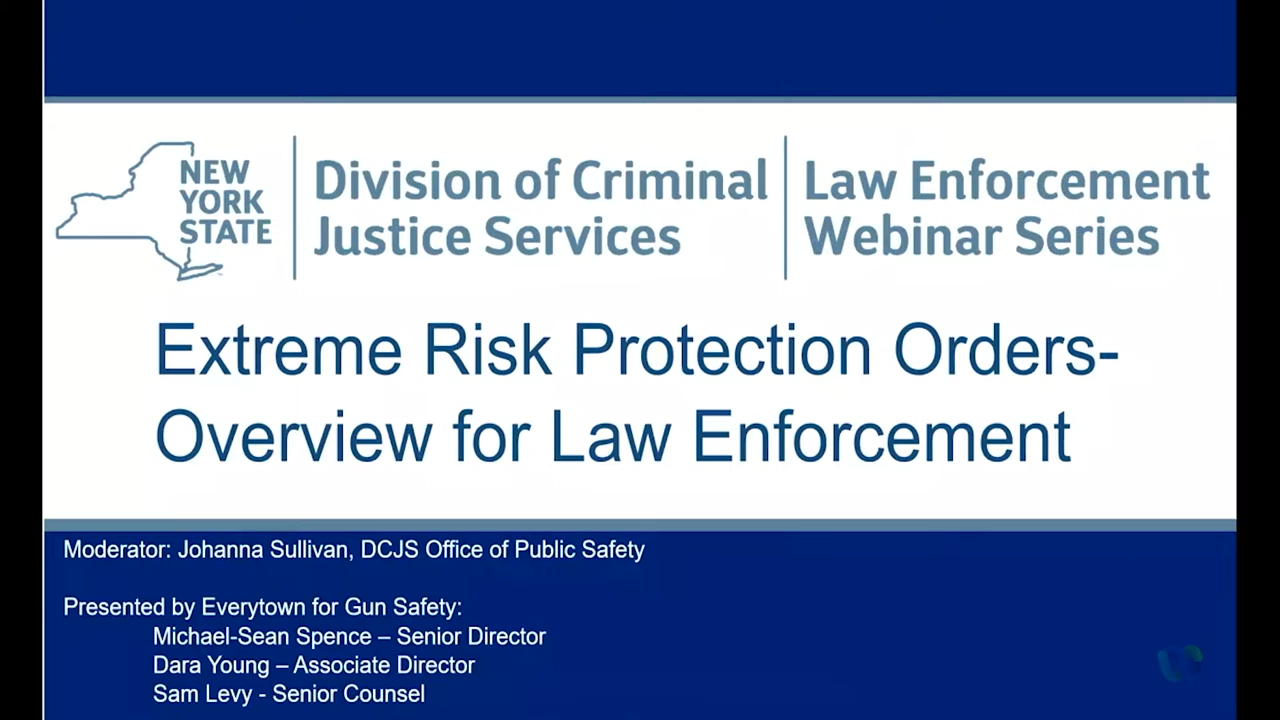 NEW
YORK
STATE
Division of Criminal
Justice Services
Law Enforcement
Webinar Series
Extreme Risk Protection Orders-
Overview for Law Enforcement
Moderator: Johanna Sullivan, DCJS Office of Public Safety
Presented by Everytown for Gun Safety:
Michael-Sean Spence – Senior Director
Dara Young – Associate Director
Sam Levy - Senior Counsel